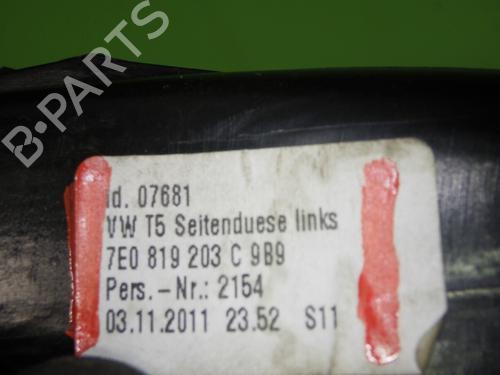 B-PARTS
Id. 07681
VW T5 Seitenduese links
7E0 819 203 C 9B9
Pers.-Nr.: 2154
03.11.2011 23.52 S11